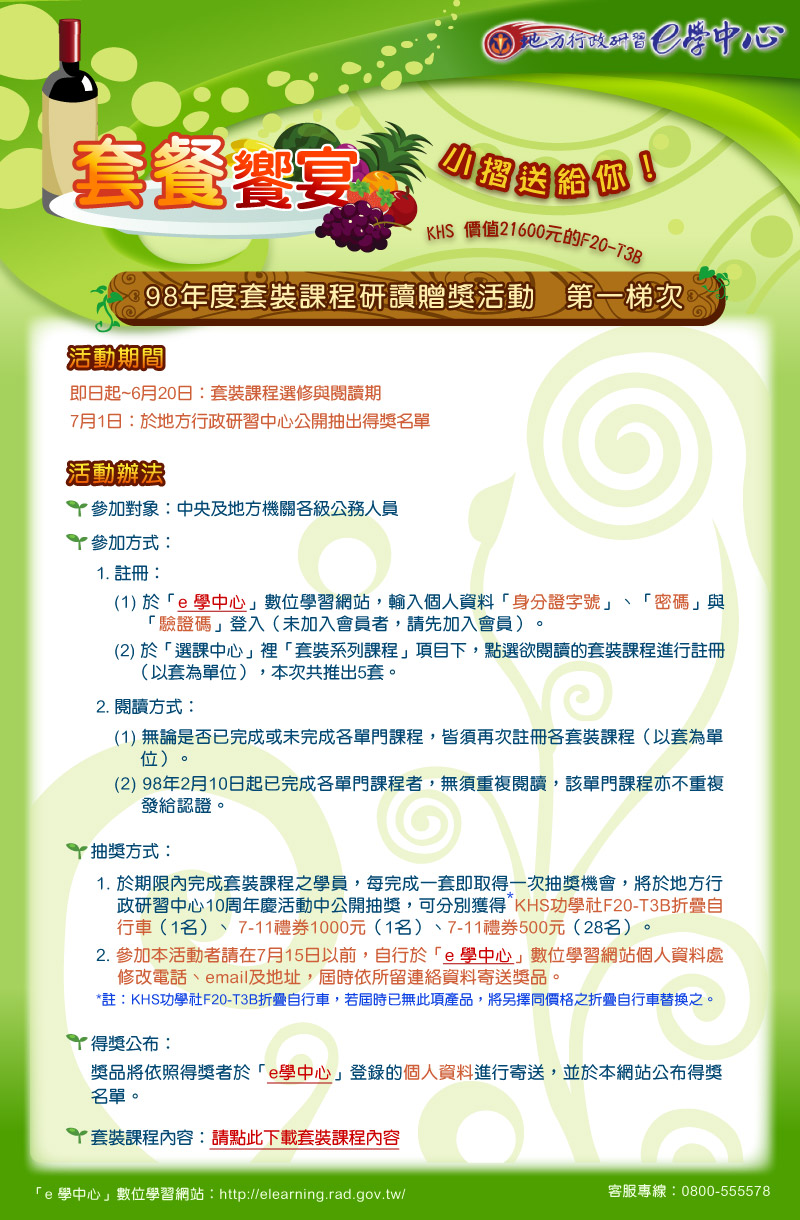 地方行政研習e學中心
套餐饗宴
小摺送給你！
KHS 價值21600元的F20-T3B
98年度套裝課程研讀贈獎活動　第一梯次
活動期間
即日起~6月20日：套裝課程選修與閱讀期
7月1日：於地方行政研習中心公開抽出得獎名單
活動辦法
參加對象：中央及地方機關各級公務人員
參加方式：
1. 註冊：
(1) 於「e 學中心」數位學習網站，輸入個人資料「身分證字號」、「密碼」與
「驗證碼」登入（未加入會員者，請先加入會員）。
(2) 於「選課中心」裡「套裝系列課程」項目下，點選欲閱讀的套裝課程進行註冊
（以套為單位），本次共推出5套。
2. 閱讀方式：
(1) 無論是否已完成或未完成各單門課程，皆須再次註冊各套裝課程（以套為單
位）。
(2) 98年2月10日起已完成各單門課程者，無須重複閱讀，該單門課程亦不重複
發給認證。
抽獎方式：
1. 於期限內完成套裝課程之學員，每完成一套即取得一次抽獎機會，將於地方行
政研習中心10周年慶活動中公開抽獎，可分別獲得*KHS功學社F20-T3B折疊自
行車（1名）、 7-11禮券1000元（1名）、7-11禮券500元（28名）。
2. 參加本活動者請在7月15日以前，自行於「e 學中心」數位學習網站個人資料處
修改電話、email及地址，屆時依所留連絡資料寄送獎品。
*註：KHS功學社F20-T3B折疊自行車，若屆時已無此項產品，將另擇同價格之折疊自行車替換之。
得獎公布：
獎品將依照得獎者於「e學中心」登錄的個人資料進行寄送，並於本網站公布得獎
名單。
套裝課程內容：請點此下載套裝課程內容
「e 學中心」數位學習網站：http://elearning.rad.gov.tw/
客服專線：0800-555578